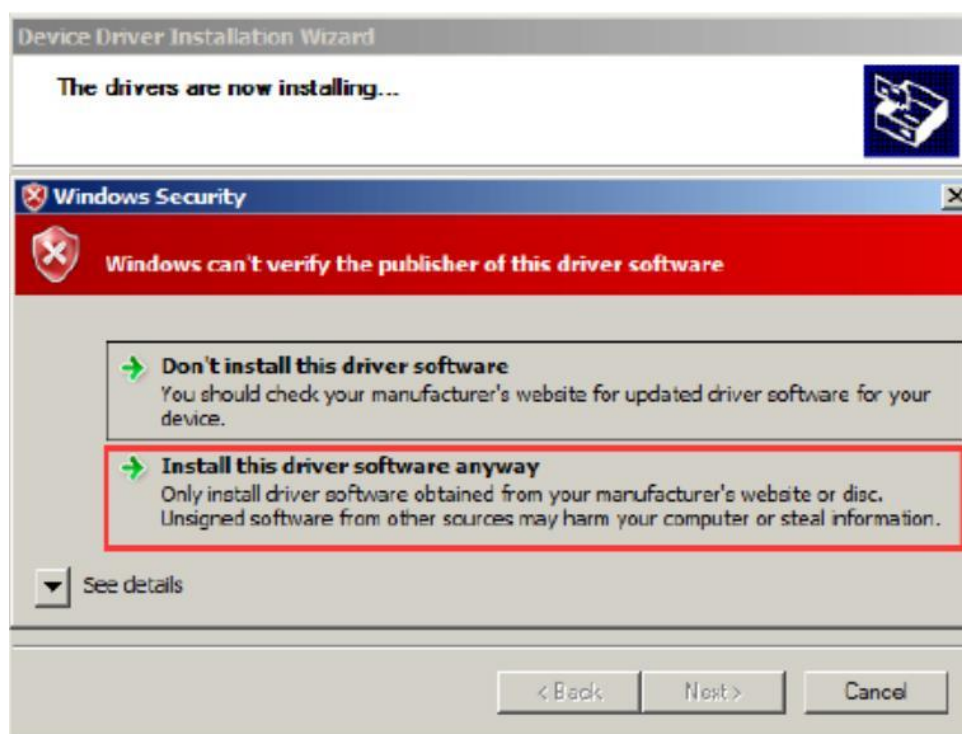 Device Driver Installation Wizard
The drivers are now installing...
Windows Security
Windows can't verify the publisher of this driver software
Don't install this driver software
You should check your manufacturer's website for updated driver software for your
device.
Install this driver software anyway
Only install driver software obtained from your manufacturer's website or disc.
Unsigned software from other sources may harm your computer or steal information.
See details
< Back
Next >
Cancel